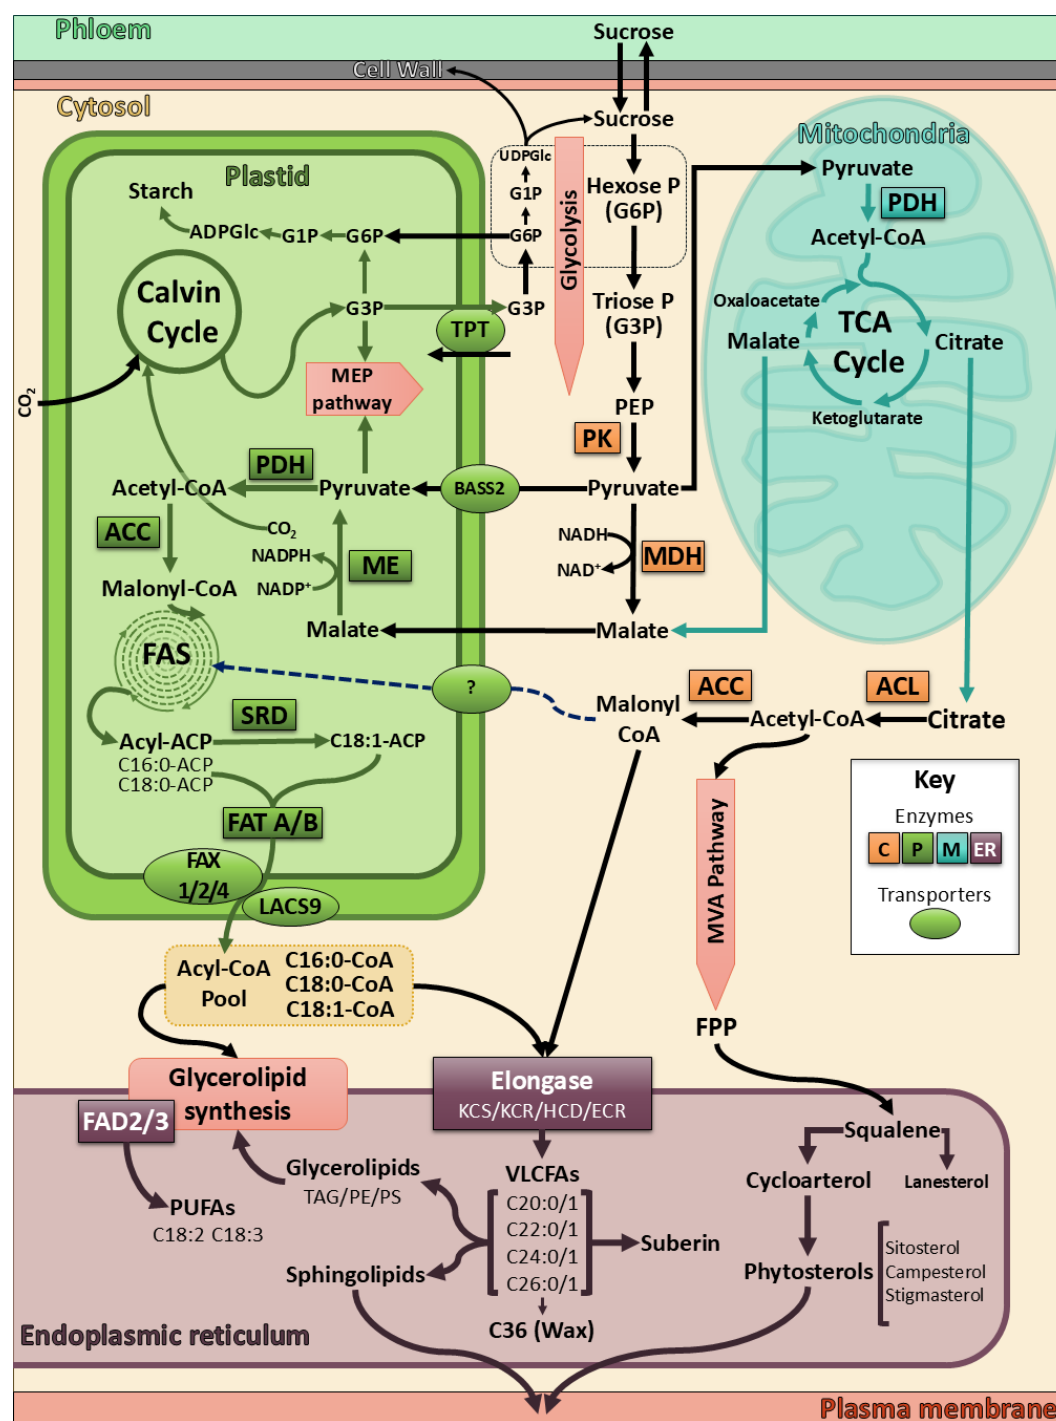 Phloem
Sucrose
Cell Wall
Cytosol
Sucrose
Mitochondria
Plastid
UDPGlc
G1P
G6P
G3P
Glycolysis
Hexose P
(G6P)
Triose P
(G3P)
PEP
PK
Pyruvate
Pyruvate
PDH
Acetyl-CoA
Oxaloacetate
Malate
TCA
Cycle
Citrate
Ketoglutarate
Starch
ADPGlc
G1P
G6P
Calvin
Cycle
G3P
TPT
MEP
pathway
CO₂
PDH
Acetyl-CoA
Pyruvate
BASS2
ACC
CO₂
NADPH
NADP⁺
ME
NADH
NAD⁺
MDH
Malonyl-CoA
Malate
Malate
FAS
?
Malonyl
CoA
ACC
Acetyl-CoA
ACL
Citrate
SRD
Acyl-ACP
C16:0-ACP
C18:0-ACP
C18:1-ACP
FAT A/B
FAX
1/2/4
LACS9
MVA Pathway
Key
Enzymes
C P M ER
Transporters
Acyl-CoA
Pool
C16:0-CoA
C18:0-CoA
C18:1-CoA
FPP
Glycerolipid
synthesis
FAD2/3
Elongase
KCS/KCR/HCD/ECR
Squalene
Cycloarterol
Lanesterol
Glycerolipids
TAG/PE/PS
PUFAs
C18:2 C18:3
VLCFAs
C20:0/1
C22:0/1
C24:0/1
C26:0/1
Suberin
Sphingolipids
C36 (Wax)
Phytosterols
Sitosterol
Campesterol
Stigmasterol
Endoplasmic reticulum
Plasma membrane